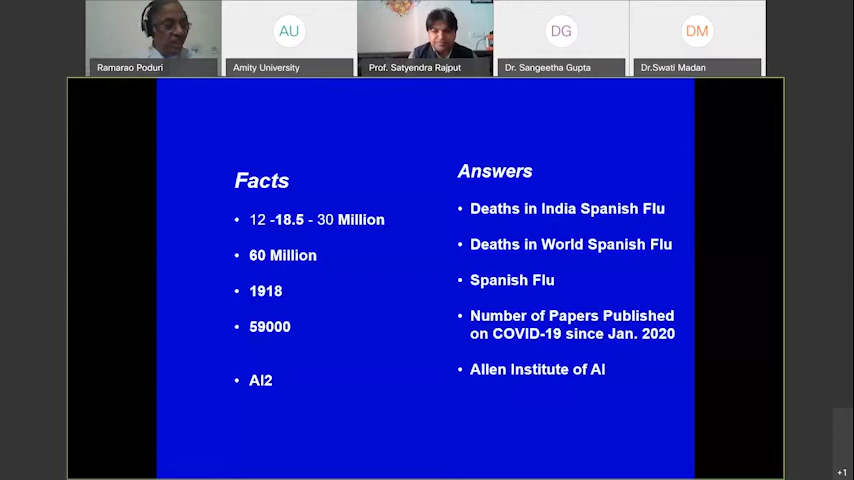 AU
DG
DM
Ramarao Poduri
Amity University
Prof. Satyendra Rajput
Dr. Sangeetha Gupta
Dr.Swati Madan
Facts
• 12 -18.5 - 30 Million
• 60 Million
• 1918
• 59000
• AI2
Answers
• Deaths in India Spanish Flu
• Deaths in World Spanish Flu
• Spanish Flu
• Number of Papers Published
on COVID-19 since Jan. 2020
• Allen Institute of AI
+1